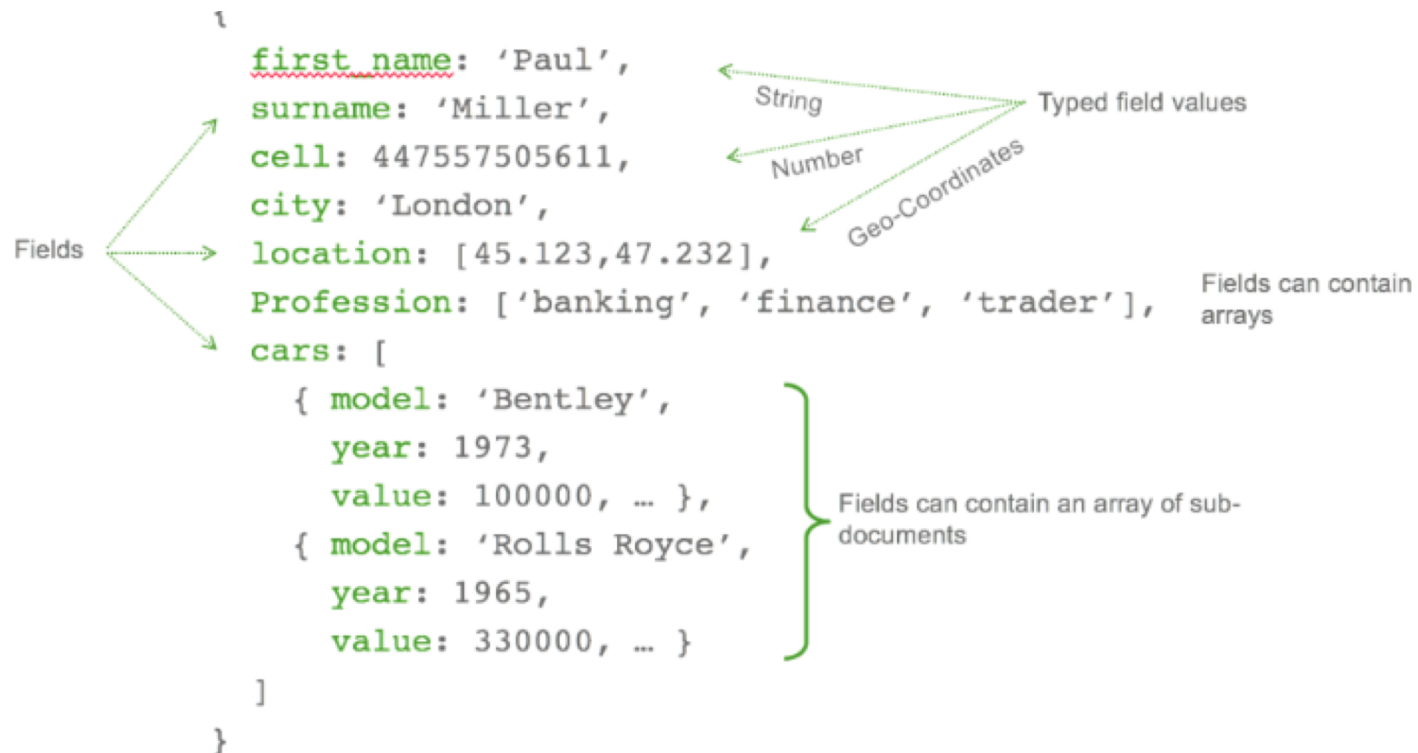 {
first_name: ‘Paul’,
surname: ‘Miller’,
cell: 447557505611,
city: ‘London’,
location: [45.123,47.232],
Profession: [‘banking’, ‘finance’, ‘trader’],
cars: [
{ model: ‘Bentley’,
year: 1973,
value: 100000, … },
{ model: ‘Rolls Royce’,
year: 1965,
value: 330000, … }
]
}
Fields
String
Number
Geo-Coordinates
Typed field values
Fields can contain
arrays
Fields can contain an array of sub-
documents